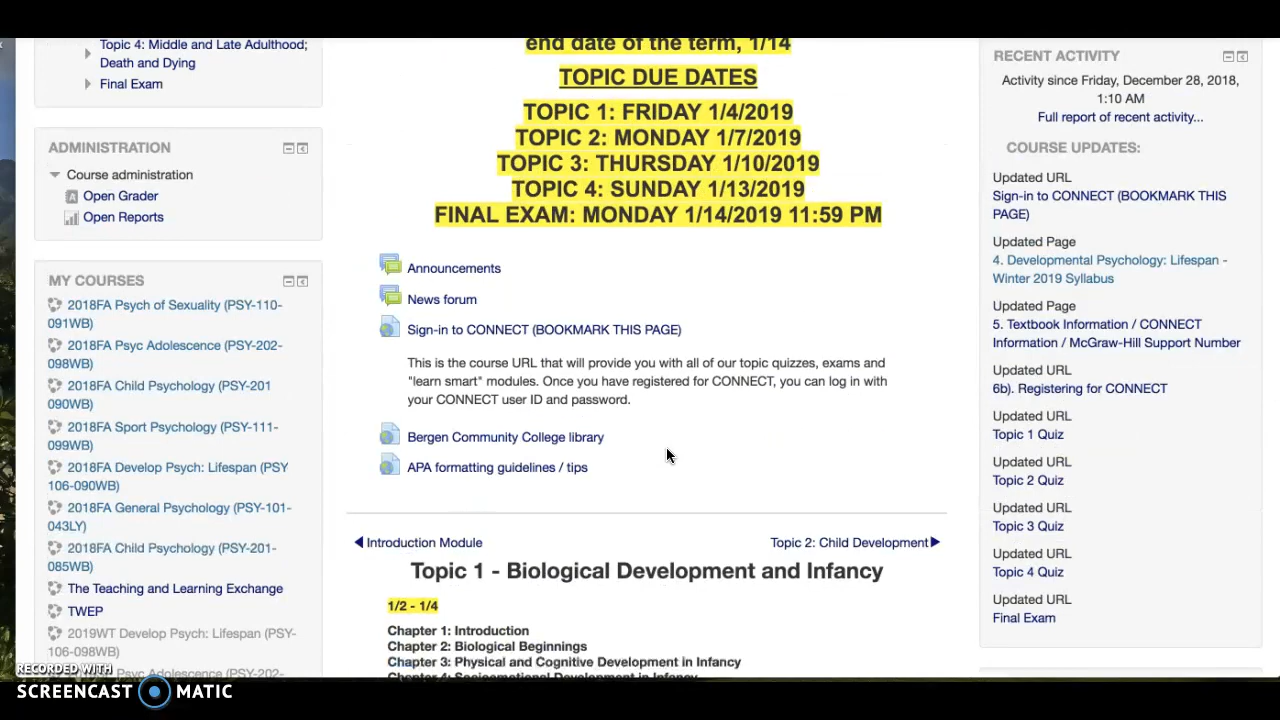 Topic 4: Middle and Late Adulthood;
Death and Dying
Final Exam
ADMINISTRATION
Course administration
Open Grader
Open Reports
MY COURSES
2018FA Psych of Sexuality (PSY-110-
091WB)
2018FA Psyc Adolescence (PSY-202-
098WB)
2018FA Child Psychology (PSY-201
090WB)
2018FA Sport Psychology (PSY-111-
099WB)
2018FA Develop Psych: Lifespan (PSY
106-090WB)
2018FA General Psychology (PSY-101-
043LY)
2018FA Child Psychology (PSY-201-
085WB)
The Teaching and Learning Exchange
TWEP
2019WT Develop Psych: Lifespan (PSY-
106-098WB)
Psyc Adolescence (PSY-202-
RECORDED WITH
SCREENCAST MATIC
end date of the term, 1/14
TOPIC DUE DATES
TOPIC 1: FRIDAY 1/4/2019
TOPIC 2: MONDAY 1/7/2019
TOPIC 3: THURSDAY 1/10/2019
TOPIC 4: SUNDAY 1/13/2019
FINAL EXAM: MONDAY 1/14/2019 11:59 PM
Announcements
News forum
Sign-in to CONNECT (BOOKMARK THIS PAGE)
This is the course URL that will provide you with all of our topic quizzes, exams and
"learn smart" modules. Once you have registered for CONNECT, you can log in with
your CONNECT user ID and password.
Bergen Community College library
APA formatting guidelines / tips
Introduction Module
Topic 2: Child Development
Topic 1 - Biological Development and Infancy
1/2 - 1/4
Chapter 1: Introduction
Chapter 2: Biological Beginnings
Chapter 3: Physical and Cognitive Development in Infancy
Chapter 4: Socioemotional Development in Infancy
RECENT ACTIVITY
Activity since Friday, December 28, 2018,
1:10 AM
Full report of recent activity...
COURSE UPDATES:
Updated URL
Sign-in to CONNECT (BOOKMARK THIS
PAGE)
Updated Page
4. Developmental Psychology: Lifespan -
Winter 2019 Syllabus
Updated Page
5. Textbook Information / CONNECT
Information / McGraw-Hill Support Number
Updated URL
6b). Registering for CONNECT
Updated URL
Topic 1 Quiz
Updated URL
Topic 2 Quiz
Updated URL
Topic 3 Quiz
Updated URL
Topic 4 Quiz
Updated URL
Final Exam